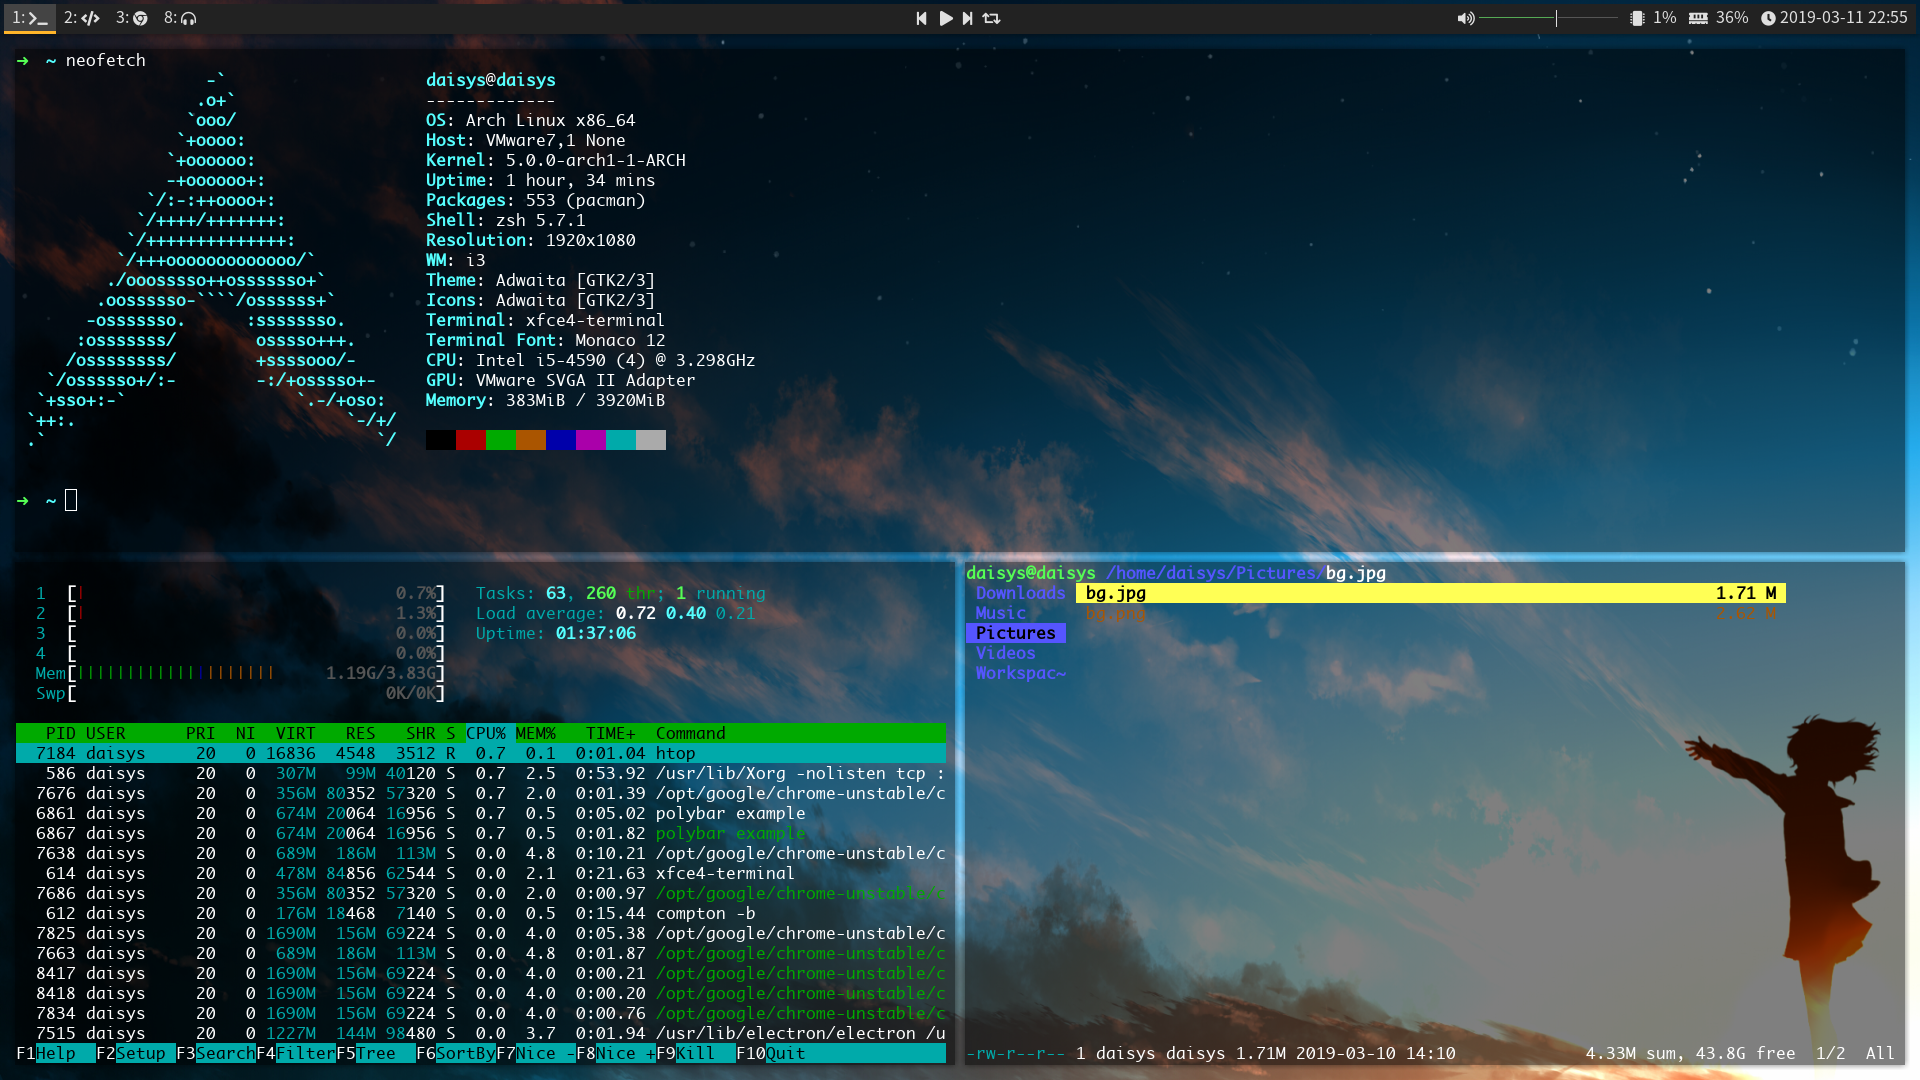 1: 2: 3: 8: 1% 36% 2019-03-11 22:55
→ ~ neofetch
-` daisys@daisys
.o+` -------------
`ooo/ OS: Arch Linux x86_64
`+oooo: Host: VMware7,1 None
`+oooooo: Kernel: 5.0.0-arch1-1-ARCH
-+oooooo+: Uptime: 1 hour, 34 mins
`/:-:++oooo+: Packages: 553 (pacman)
`/++++/+++++++: Shell: zsh 5.7.1
`/++++++++++++++: Resolution: 1920x1080
`/+++ooooooooooooo/` WM: i3
./ooosssso++osssssso+` Theme: Adwaita [GTK2/3]
.oossssso-````/ossssss+` Icons: Adwaita [GTK2/3]
-osssssso. :ssssssso. Terminal: xfce4-terminal
:osssssss/ osssso+++. Terminal Font: Monaco 12
/ossssssss/ +ssssooo/- CPU: Intel i5-4590 (4) @ 3.298GHz
`/ossssso+/:- -:/+osssso+- GPU: VMware SVGA II Adapter
`+sso+:-` `.-/+oso: Memory: 383MiB / 3920MiB
`++:. `-/+/
.` `/
→ ~
1 [| 0.7%] Tasks: 63, 260 thr; 1 running
2 [| 1.3%] Load average: 0.72 0.40 0.21
3 [ 0.0%] Uptime: 01:37:06
4 [ 0.0%]
Mem[|||||||||||||||||||| 1.19G/3.83G]
Swp[ 0K/0K]
PID USER PRI NI VIRT RES SHR S CPU% MEM% TIME+ Command
7184 daisys 20 0 16836 4548 3512 R 0.7 0.1 0:01.04 htop
586 daisys 20 0 307M 99M 40120 S 0.7 2.5 0:53.92 /usr/lib/Xorg -nolisten tcp :
7676 daisys 20 0 356M 80352 57320 S 0.7 2.0 0:01.39 /opt/google/chrome-unstable/c
6861 daisys 20 0 674M 20064 16956 S 0.7 0.5 0:05.02 polybar example
6867 daisys 20 0 674M 20064 16956 S 0.7 0.5 0:01.82 polybar example
7638 daisys 20 0 689M 186M 113M S 0.0 4.8 0:10.21 /opt/google/chrome-unstable/c
614 daisys 20 0 478M 84856 62544 S 0.0 2.1 0:21.63 xfce4-terminal
7686 daisys 20 0 356M 80352 57320 S 0.0 2.0 0:00.97 /opt/google/chrome-unstable/c
612 daisys 20 0 176M 18468 7140 S 0.0 0.5 0:15.44 compton -b
7825 daisys 20 0 1690M 156M 69224 S 0.0 4.0 0:05.38 /opt/google/chrome-unstable/c
7663 daisys 20 0 689M 186M 113M S 0.0 4.8 0:01.87 /opt/google/chrome-unstable/c
8417 daisys 20 0 1690M 156M 69224 S 0.0 4.0 0:00.21 /opt/google/chrome-unstable/c
8418 daisys 20 0 1690M 156M 69224 S 0.0 4.0 0:00.20 /opt/google/chrome-unstable/c
7834 daisys 20 0 1690M 156M 69224 S 0.0 4.0 0:00.76 /opt/google/chrome-unstable/c
7515 daisys 20 0 1227M 144M 98480 S 0.0 3.7 0:01.94 /usr/lib/electron/electron /u
F1Help F2Setup F3SearchF4FilterF5Tree F6SortByF7Nice -F8Nice +F9Kill F10Quit
daisys@daisys /home/daisys/Pictures/bg.jpg
Downloads bg.jpg 1.71 M
Music bg.png 2.62 M
Pictures
Videos
Workspac~
-rw-r--r-- 1 daisys daisys 1.71M 2019-03-10 14:10 4.33M sum, 43.8G free 1/2 All